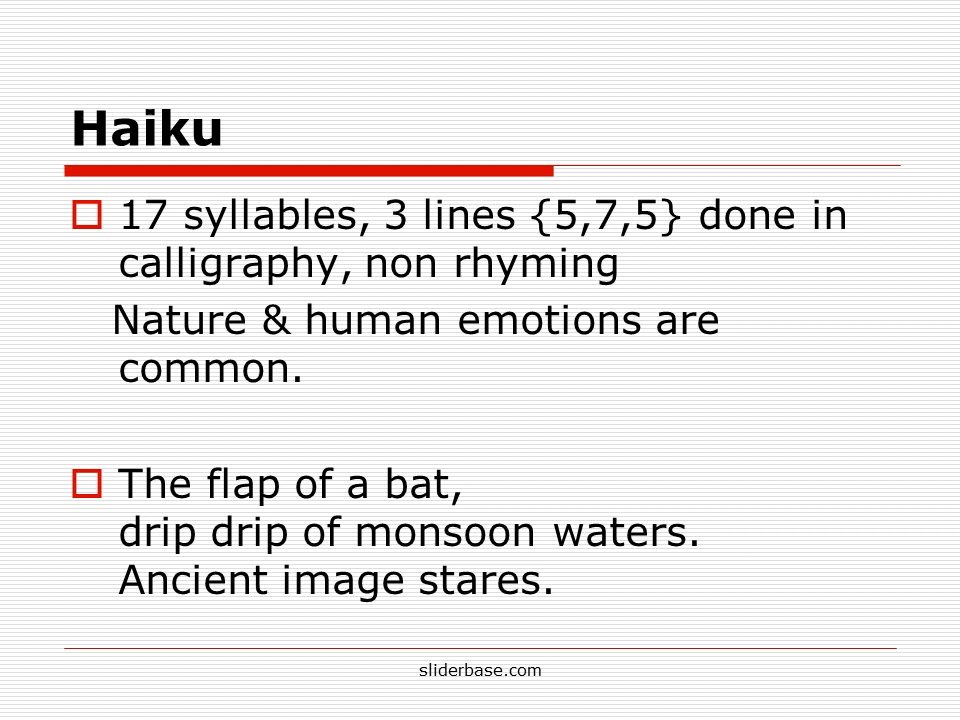 Haiku
17 syllables, 3 lines {5,7,5} done in
calligraphy, non rhyming
Nature & human emotions are
common.
The flap of a bat,
drip drip of monsoon waters.
Ancient image stares.
sliderbase.com